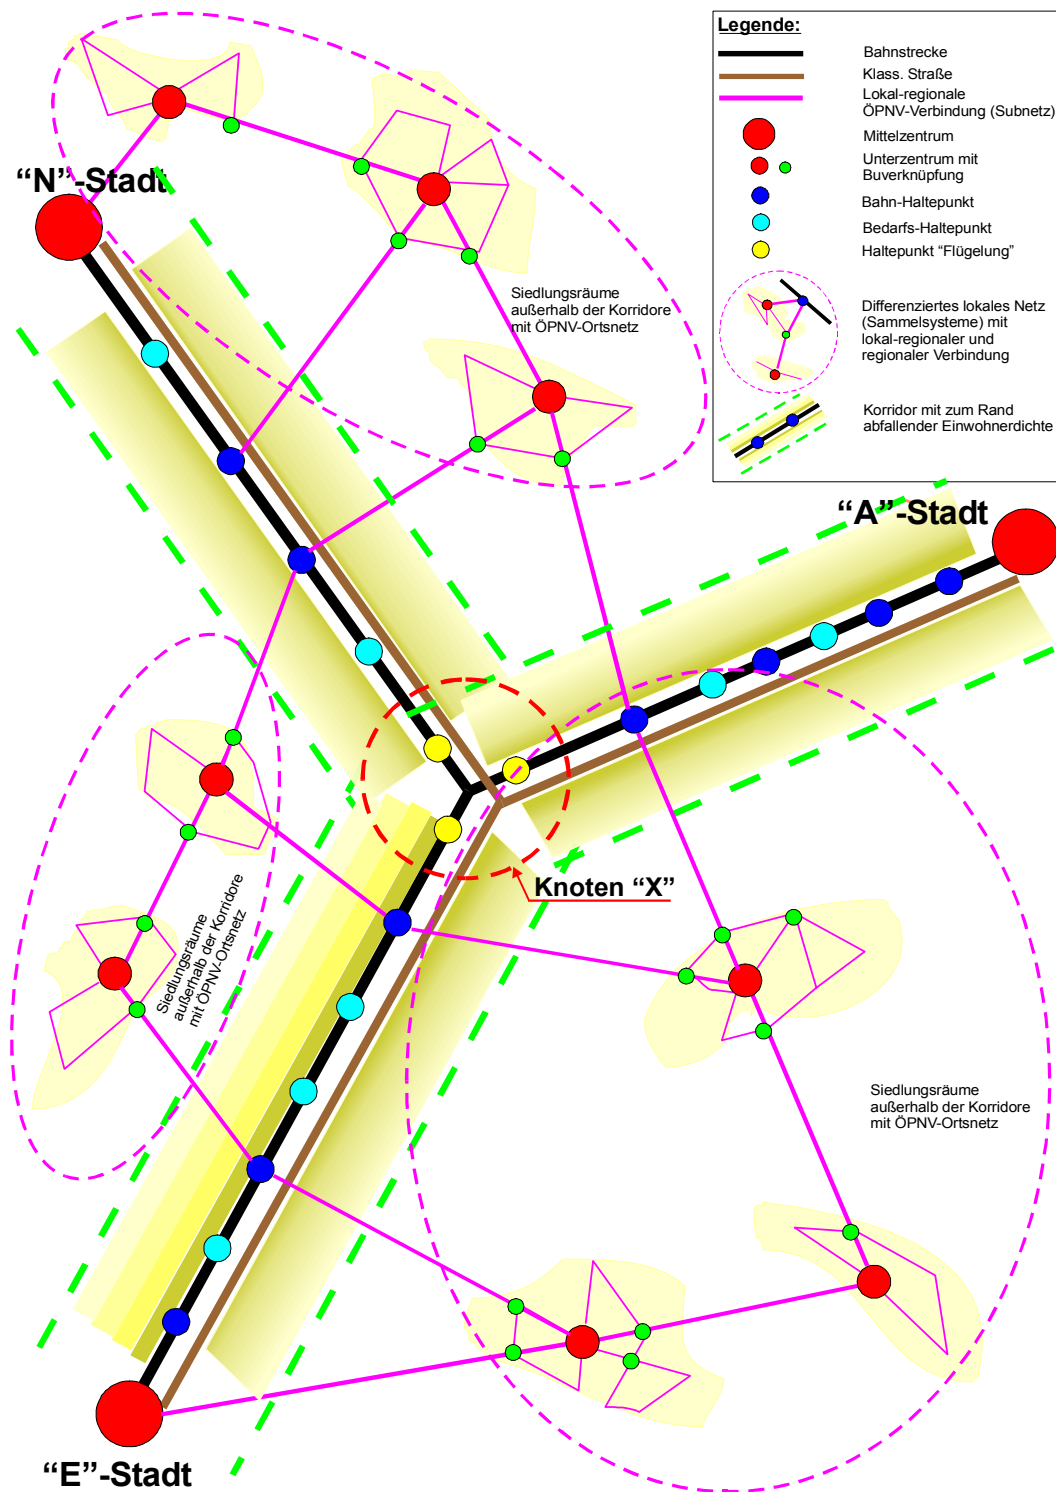 Legende:
Bahnstrecke
Klass. Straße
Lokal-regionale
ÖPNV-Verbindung (Subnetz)
Mittelzentrum
Unterzentrum mit
Buverknüpfung
Bahn-Haltepunkt
Bedarfs-Haltepunkt
Haltepunkt “Flügelung”
Differenziertes lokales Netz
(Sammelsysteme) mit
lokal-regionaler und
regionaler Verbindung
Korridor mit zum Rand
abfallender Einwohnerdichte
“N”-Stadt
Siedlungsräume
außerhalb der Korridore
mit ÖPNV-Ortsnetz
“A”-Stadt
Knoten “X”
Siedlungsräume
außerhalb der Korridore
mit ÖPNV-Ortsnetz
Siedlungsräume
außerhalb der Korridore
mit ÖPNV-Ortsnetz
“E”-Stadt